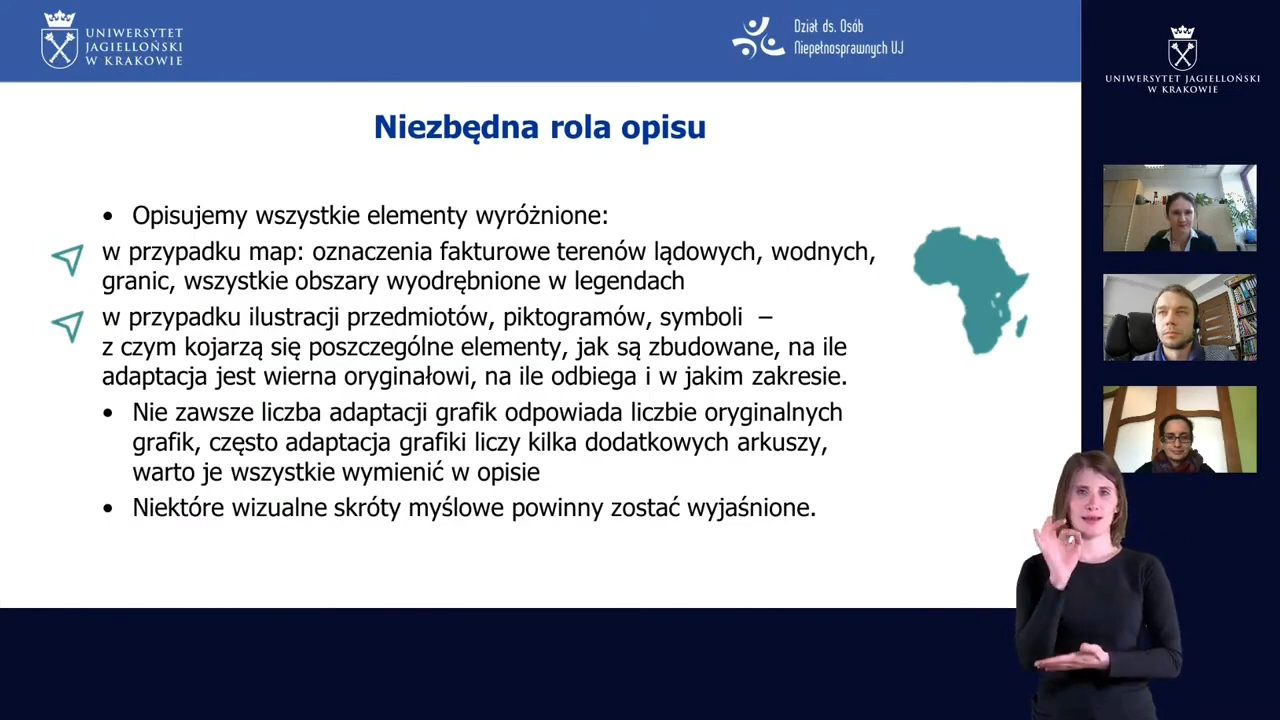 UNIWERSYTET
JAGIELLOŃSKI
W KRAKOWIE
Dział ds. Osób
Niepełnosprawnych UJ
UNIWERSYTET JAGIELLOŃSKI
W KRAKOWIE
Niezbędna rola opisu
• Opisujemy wszystkie elementy wyróżnione:
w przypadku map: oznaczenia fakturowe terenów lądowych, wodnych,
granic, wszystkie obszary wyodrębnione w legendach
w przypadku ilustracji przedmiotów, piktogramów, symboli –
z czym kojarzą się poszczególne elementy, jak są zbudowane, na ile
adaptacja jest wierna oryginałowi, na ile odbiega i w jakim zakresie.
• Nie zawsze liczba adaptacji grafik odpowiada liczbie oryginalnych
grafik, często adaptacja grafiki liczy kilka dodatkowych arkuszy,
warto je wszystkie wymienić w opisie
• Niektóre wizualne skróty myślowe powinny zostać wyjaśnione.